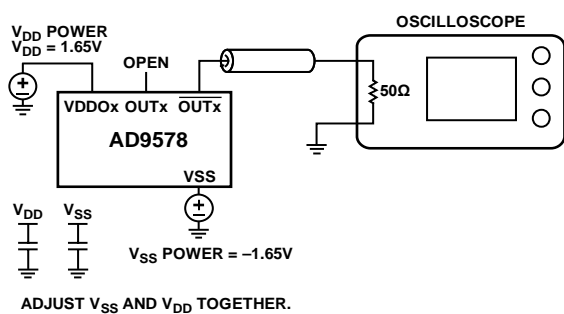 OSCILLOSCOPE
VDD POWER
VDD = 1.65V
OPEN
VDDOx OUTx OUTx
50Ω
AD9578
VSS
VDD VSS
VSS POWER = –1.65V
ADJUST VSS AND VDD TOGETHER.